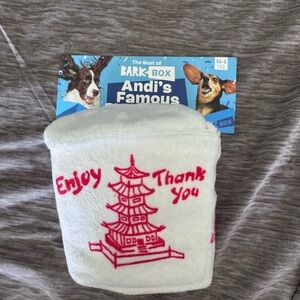 The Best of
BARK BOX
Andi's
Famous
XS-S
BOX
Enjoy Thank
You